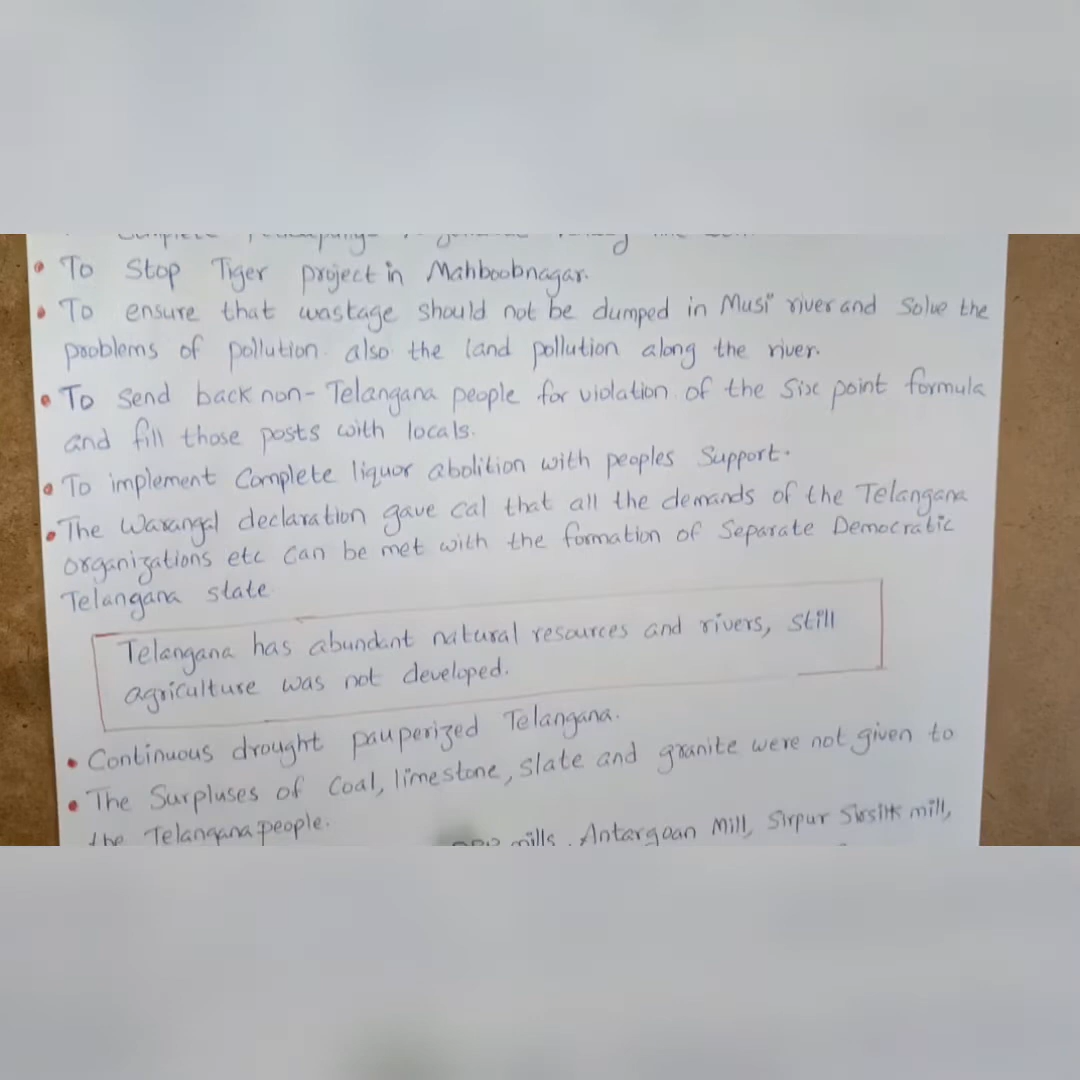 • To Stop Tiger project in Mahboobnagar.
• To ensure that wastage should not be dumped in Musi river and Solve the
problems of pollution also the land pollution along the river.
• To Send back non-Telangana people for violation of the Six point formula
and fill those posts with locals.
• To implement Complete liquor abolition with peoples Support.
• The Warangal declaration gave cal that all the demands of the Telangana
organizations etc can be met with the formation of Separate Democratic
Telangana state
Telangana has abundant natural resources and rivers, still
agriculture was not developed.
• Continuous drought pauperized Telangana.
• The Surpluses of Coal, limestone, slate and granite were not given to
the Telangana people.
mills, Antargoan Mill, Sirpur Sirsilk mill,